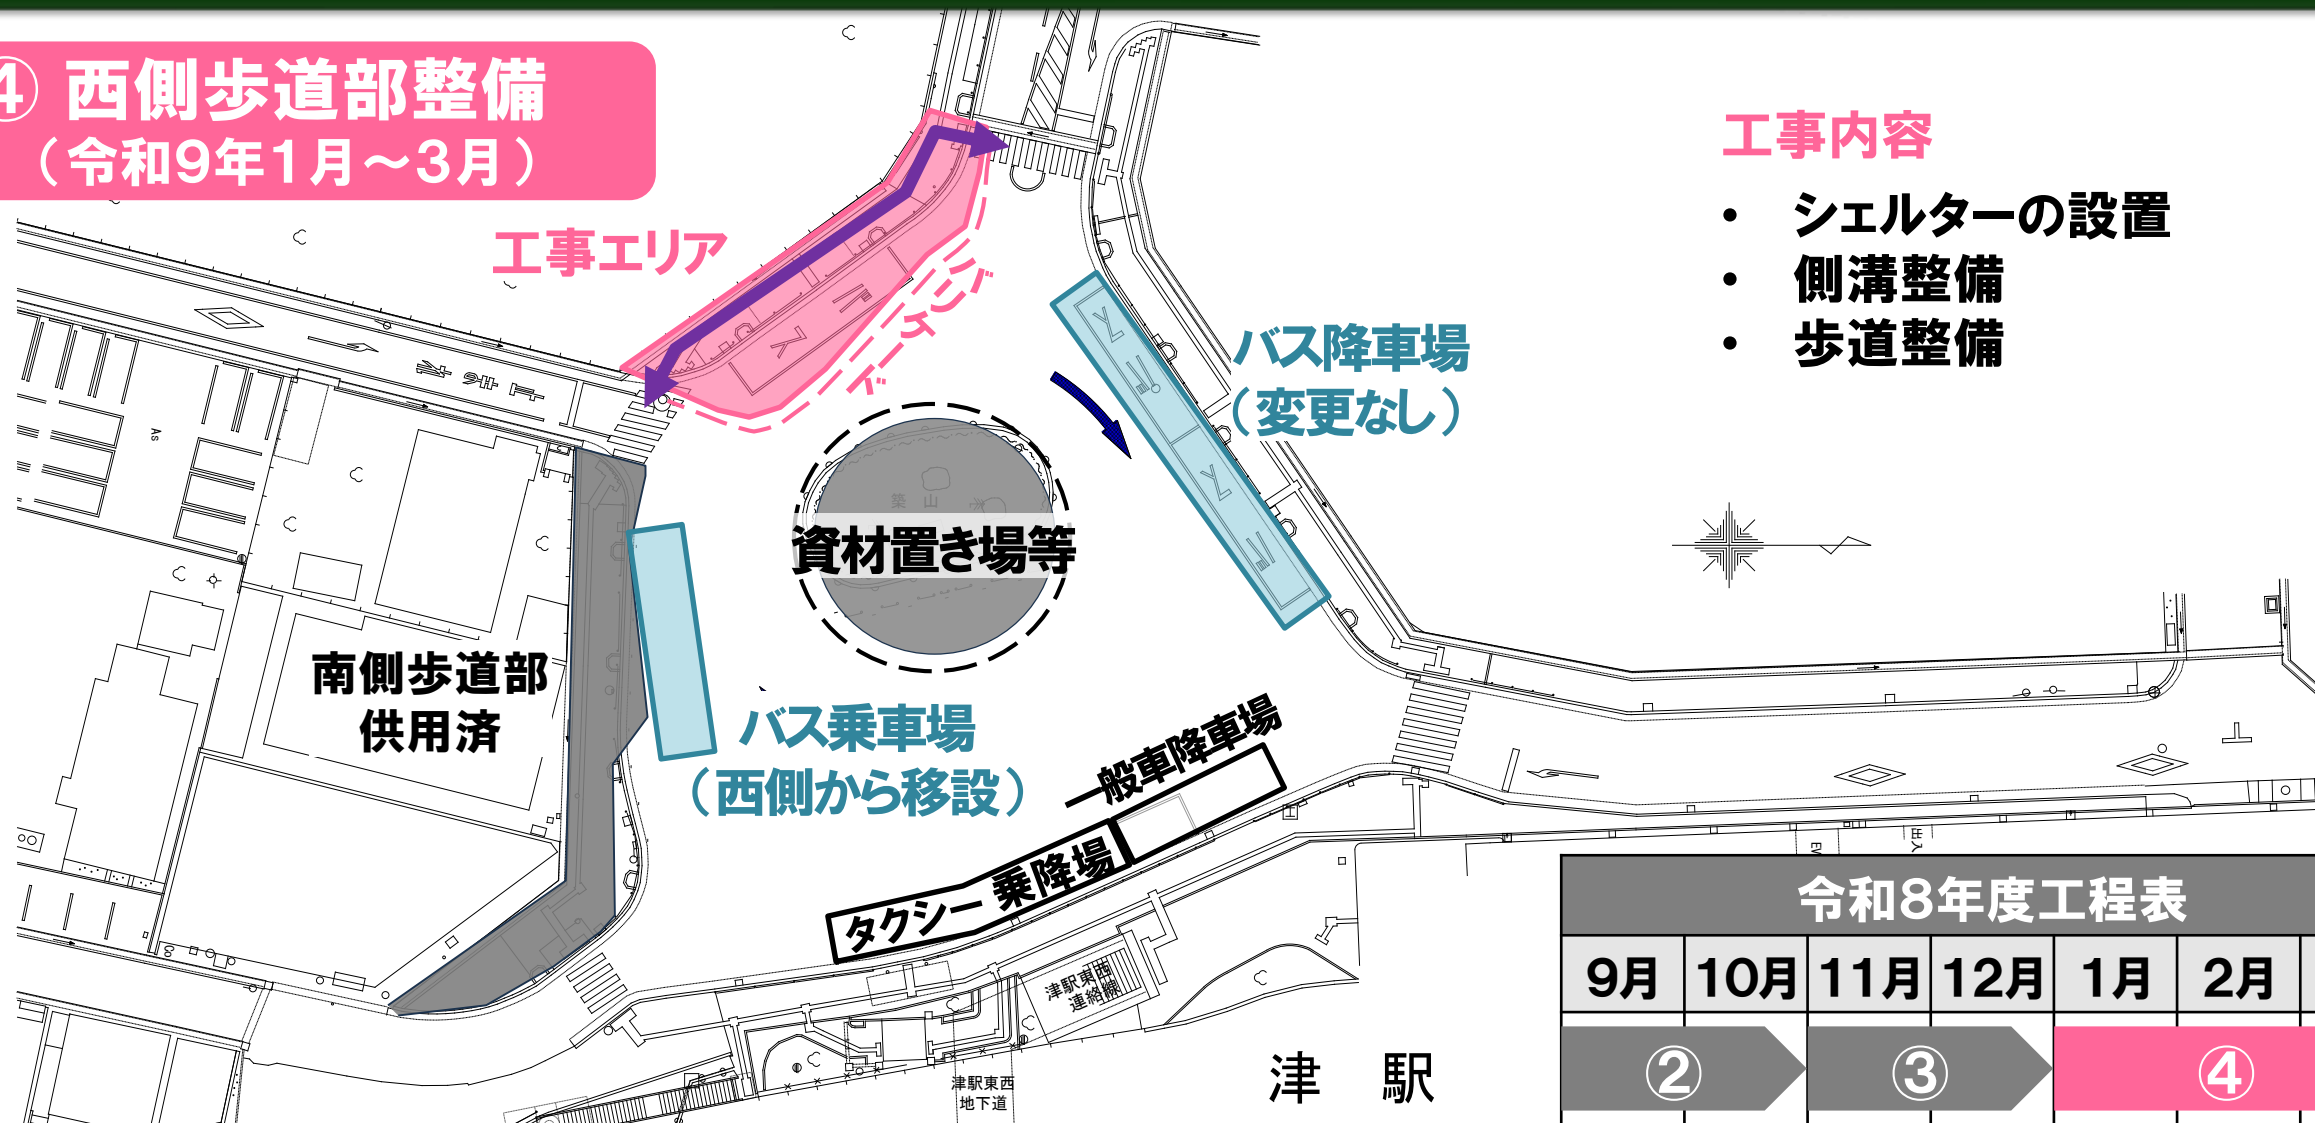 ④ 西側歩道部整備
（令和9年1月～3月）
工事エリア
バリケード
工事内容
・ シェルターの設置
・ 側溝整備
・ 歩道整備
バス降車場
（変更なし）
築山
資材置き場等
As
南側歩道部
供用済
バス乗車場
（西側から移設）
一般車降車場
タクシー 乗降場
津駅東西
連絡線
津駅東西
地下道
津 駅
出入
令和8年度工程表
9月 10月 11月 12月 1月 2月
② ③ ④